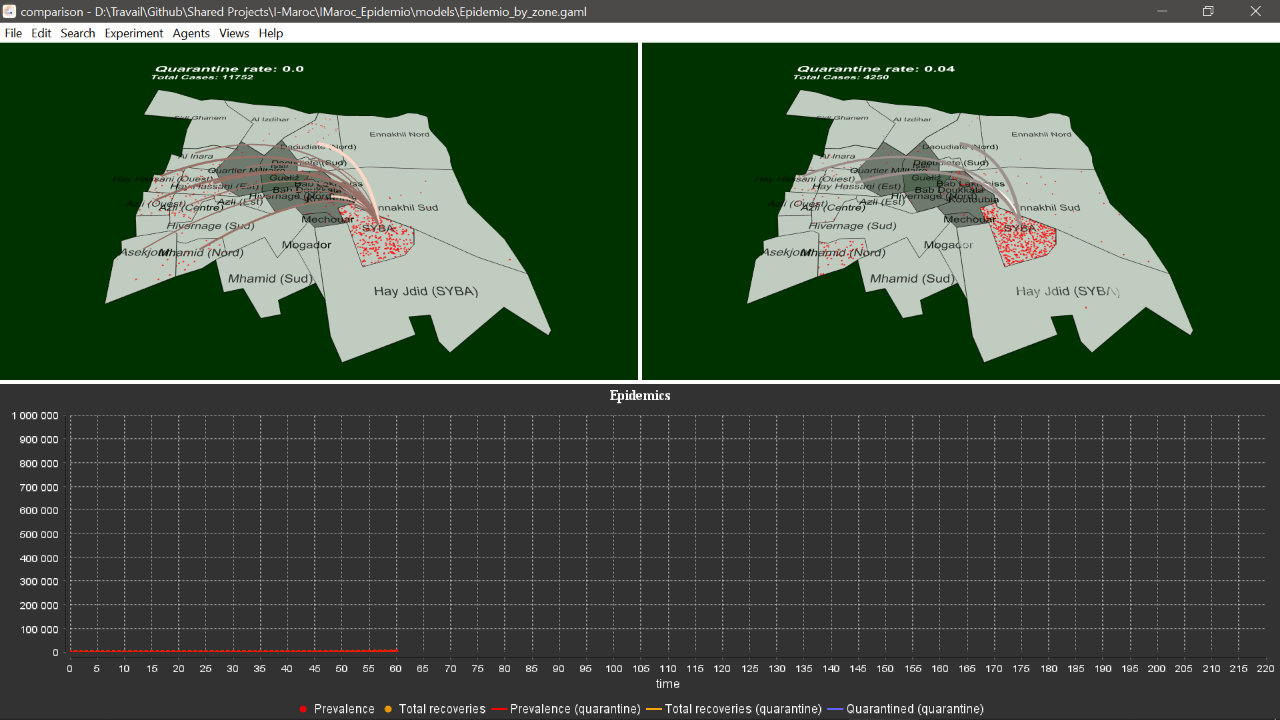 comparison - D:\Travail\Github\Shared Projects\I-Maroc\IMaroc_Epidemio\models\Epidemio_by_zone.gaml
File Edit Search Experiment Agents Views Help
Quarantine rate: 0.0
Total Cases: 11752
Sidi Ghanem
Al Izdihar
Ennakhil Nord
Daoudiate (Nord)
Al Inara
Daoudiate (Sud)
Quartier Militaire
Hay Hassani (Ouest)
Gueliz
Bab Lakhmiss
Hay Hassani (Est)
Bab Doukkala
Hivernage (Nord)
Azli (Ouest)
Azli (Centre)
Azli (Est)
Ennakhil Sud
Mechouar
Hivernage (Sud)
SYBA
Mogador
Asekjour
Mhamid (Nord)
Mhamid (Sud)
Hay Jdid (SYBA)
Quarantine rate: 0.04
Total Cases: 4250
Sidi Ghanem
Al Izdihar
Ennakhil Nord
Daoudiate (Nord)
Al Inara
Daoudiate (Sud)
Quartier Militaire
Hay Hassani (Ouest)
Gueliz
Bab Lakhmiss
Hay Hassani (Est)
Bab Doukkala
Hivernage (Nord)
Koutoubia
Azli (Ouest)
Azli (Centre)
Azli (Est)
Ennakhil Sud
Mechouar
Hivernage (Sud)
SYBA
Mogador
Asekjour
Mhamid (Nord)
Mhamid (Sud)
Hay Jdid (SYBA)
Epidemics
1 000 000
900 000
800 000
700 000
600 000
500 000
400 000
300 000
200 000
100 000
0
0 5 10 15 20 25 30 35 40 45 50 55 60 65 70 75 80 85 90 95 100 105 110 115 120 125 130 135 140 145 150 155 160 165 170 175 180 185 190 195 200 205 210 215 220
time
Prevalence Total recoveries Prevalence (quarantine) Total recoveries (quarantine) Quarantined (quarantine)